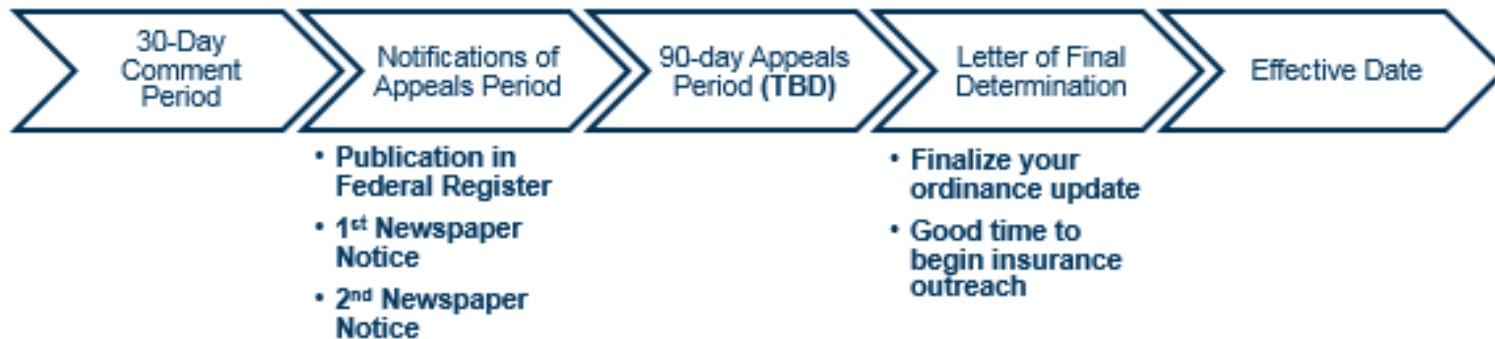 30-Day
Comment
Period
Notifications of
Appeals Period
90-day Appeals
Period (TBD)
Letter of Final
Determination
Effective Date
• Publication in
Federal Register
• 1st Newspaper
Notice
• 2nd Newspaper
Notice
• Finalize your
ordinance update
• Good time to
begin insurance
outreach